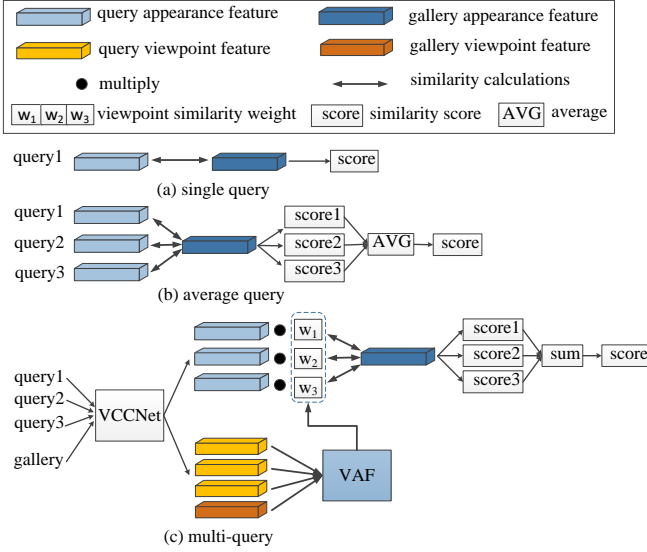 query appearance feature gallery appearance feature
query viewpoint feature gallery viewpoint feature
multiply similarity calculations
w1 w2 w3 viewpoint similarity weight score similarity score AVG average
query1 score
(a) single query
query1
query2
query3
score1
score2
score3
AVG score
(b) average query
query1
query2
query3
gallery
VCCNet
w1
w2
w3
score1
score2
score3
sum score
VAF
(c) multi-query